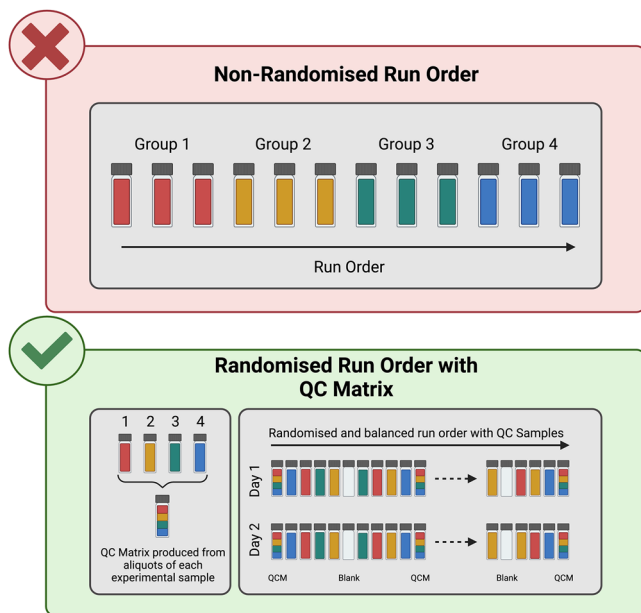 Non-Randomised Run Order
Group 1 Group 2 Group 3 Group 4
Run Order
Randomised Run Order with
QC Matrix
1 2 3 4
QC Matrix produced from
aliquots of each
experimental sample
Randomised and balanced run order with QC Samples
Day 1
Day 2
QCM Blank QCM Blank QCM